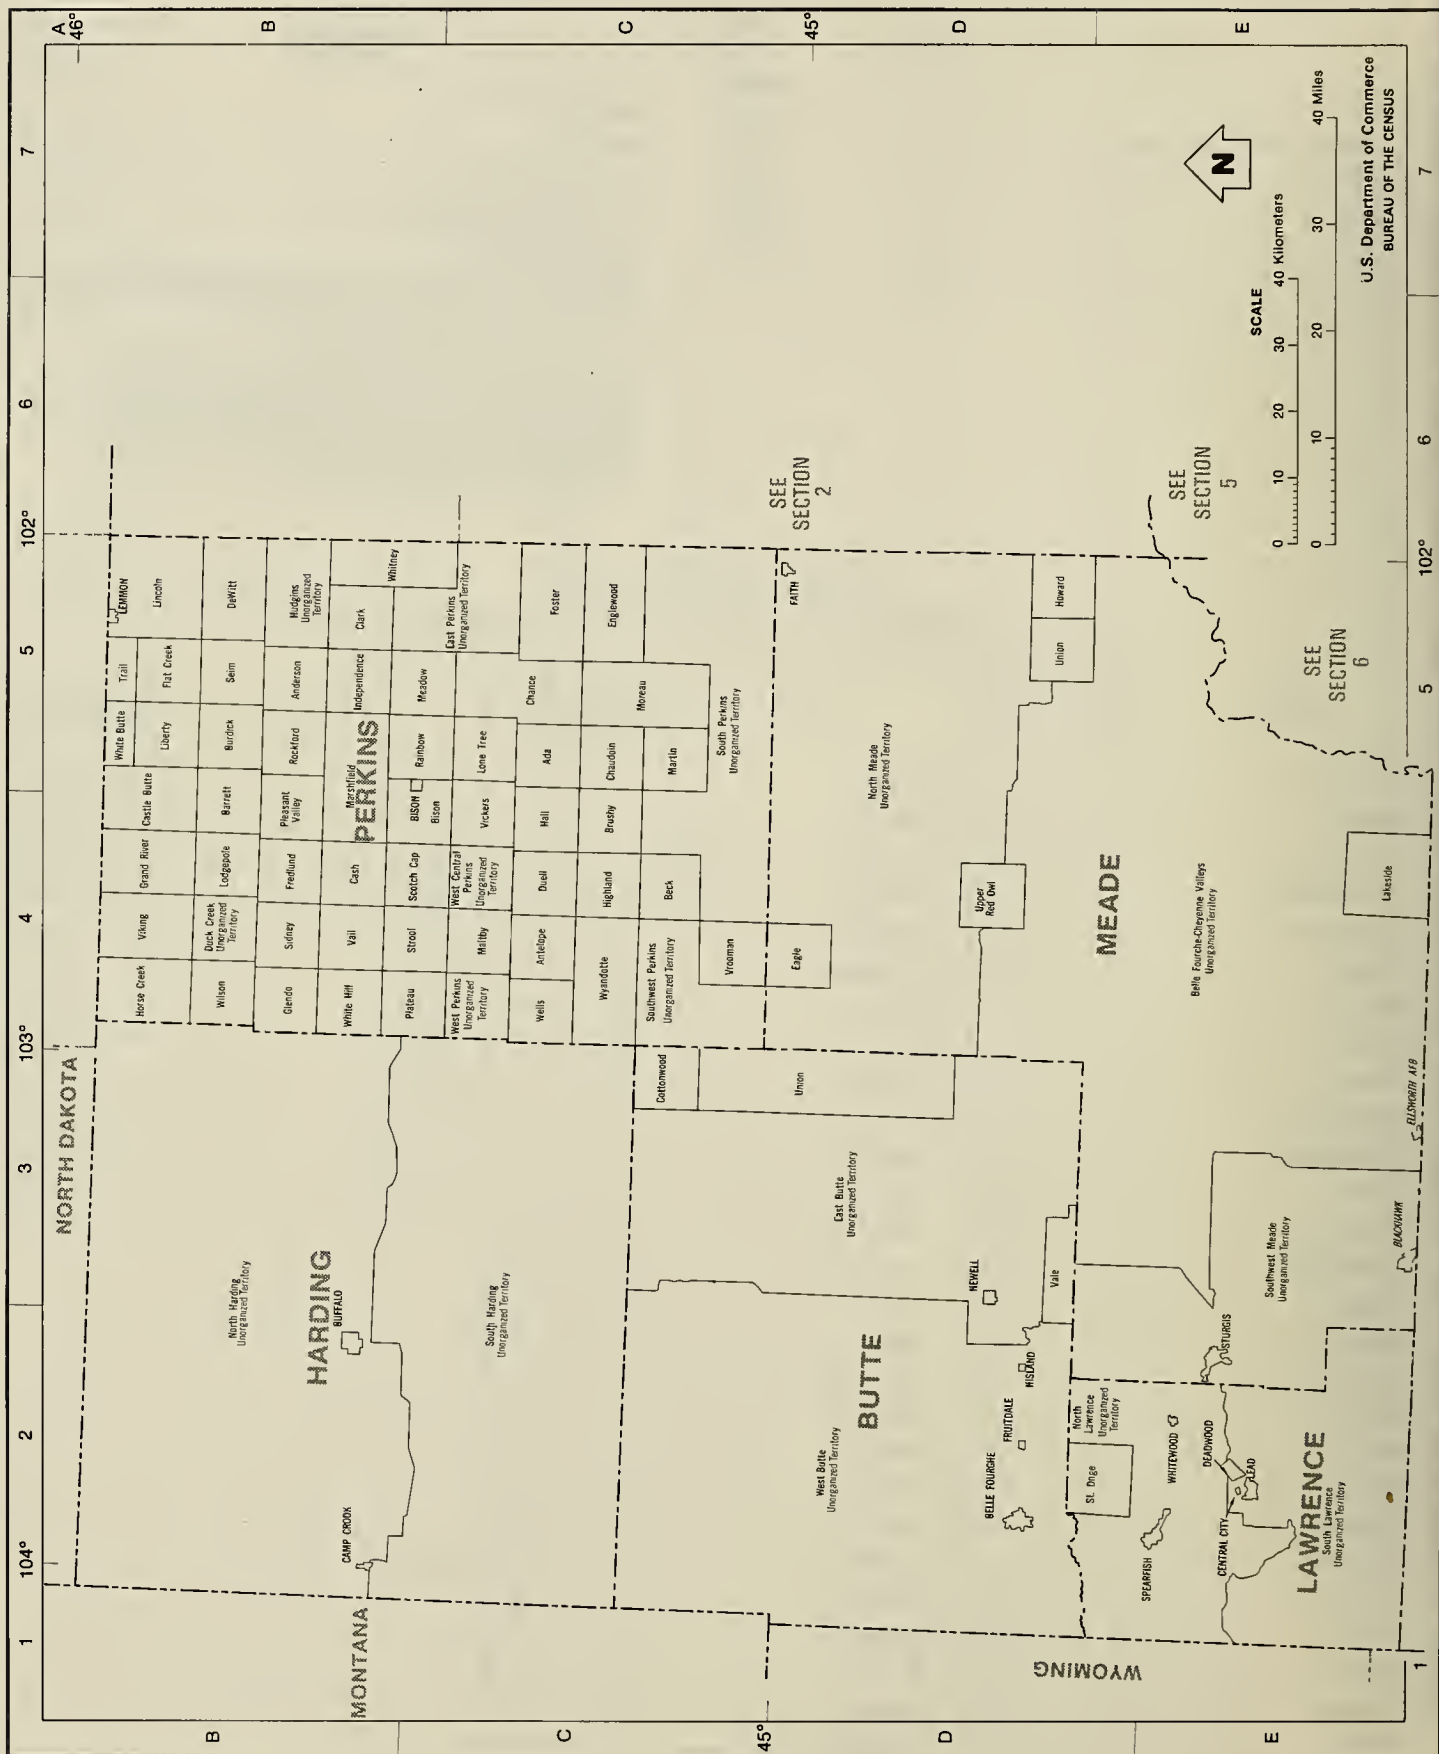 1
2
3
4
5
6
7
A
46°
B
C
45°
D
E
104°
103°
102°
NORTH DAKOTA
MONTANA
WYOMING
HARDING
North Harding
Unorganized Territory
BUFFALO
CAMP CROOK
South Harding
Unorganized Territory
PERKINS
Horse Creek
Viking
Grand River
Castle Butte
White Butte
Trail
LEMMON
Lincoln
Liberty
Flat Creek
Wilson
Duck Creek
Unorganized
Territory
Lodgepole
Barrett
Burdick
Seim
DeWitt
Glendo
Sidney
Fredlund
Pleasant
Valley
Rockford
Anderson
Hudgins
Unorganized
Territory
White Hill
Vail
Cash
Marshfield
Independence
Clark
Whitney
Plateau
Strool
Scotch Cap
BISON
Bison
Rainbow
Meadow
East Perkins
Unorganized Territory
West Perkins
Unorganized
Territory
Maltby
West Central
Perkins
Unorganized
Territory
Vickers
Lone Tree
Chance
Wells
Antelope
Duell
Hall
Ada
Foster
Wyandotte
Highland
Brushy
Chaudoin
Moreau
Englewood
Southwest Perkins
Unorganized Territory
Beck
Martin
South Perkins
Unorganized Territory
Vrooman
BUTTE
Cottonwood
Union
East Butte
Unorganized Territory
West Butte
Unorganized Territory
NEWELL
Vale
NISLAND
FRUITDALE
BELLE FOURCHE
MEADE
Eagle
FAITH
North Meade
Unorganized Territory
Upper
Red Owl
Union
Howard
Belle Fourche-Cheyenne Valleys
Unorganized Territory
Lakeside
Southwest Meade
Unorganized Territory
STURGIS
BLACKHAWK
ELLSWORTH AFB
LAWRENCE
North
Lawrence
Unorganized
Territory
St. Onge
WHITEWOOD
SPEARFISH
DEADWOOD
LEAD
CENTRAL CITY
South Lawrence
Unorganized Territory
SEE
SECTION
2
SEE
SECTION
5
SEE
SECTION
6
N
SCALE
0 10 20 30 40 Kilometers
0 10 20 30 40 Miles
U.S. Department of Commerce
BUREAU OF THE CENSUS
B
C
45°
D
E
1
102°
5
6
7